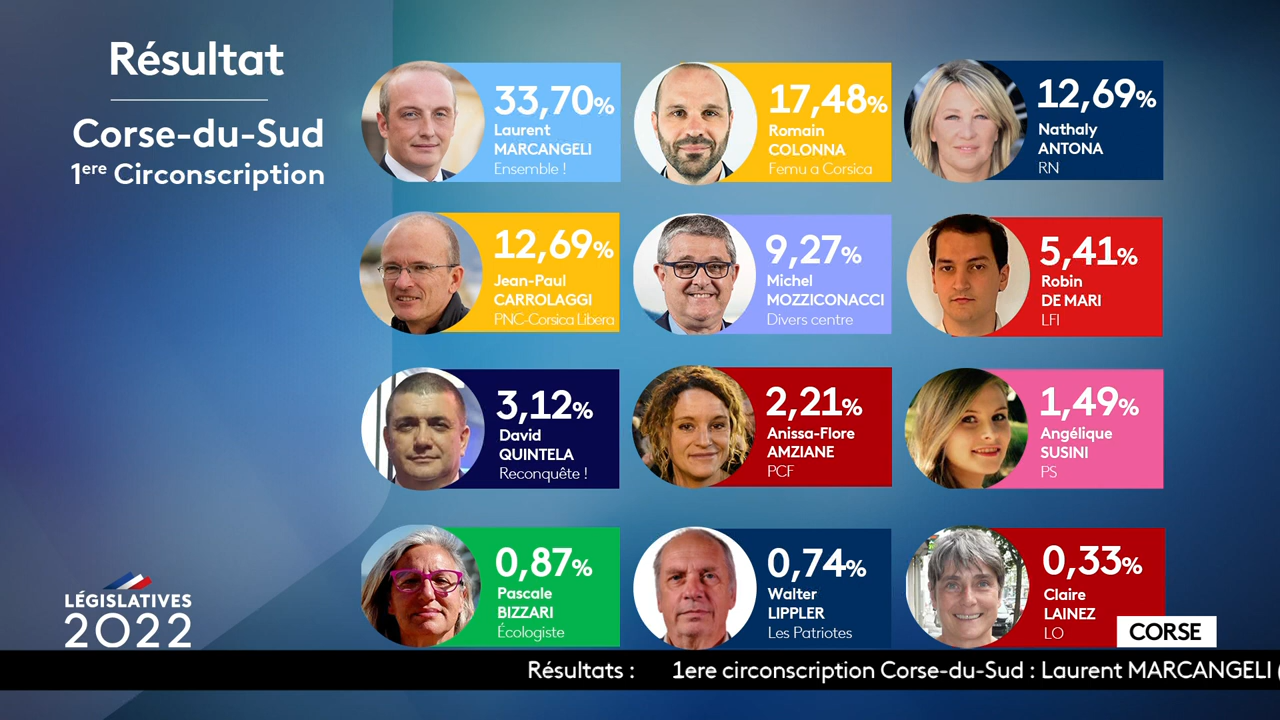 Résultat
Corse-du-Sud
1ere Circonscription
33,70%
Laurent
MARCANGELI
Ensemble !
17,48%
Romain
COLONNA
Femu a Corsica
12,69%
Nathaly
ANTONA
RN
12,69%
Jean-Paul
CARROLAGGI
PNC-Corsica Libera
9,27%
Michel
MOZZICONACCI
Divers centre
5,41%
Robin
DE MARI
LFI
3,12%
David
QUINTELA
Reconquête !
2,21%
Anissa-Flore
AMZIANE
PCF
1,49%
Angélique
SUSINI
PS
0,87%
Pascale
BIZZARI
Écologiste
0,74%
Walter
LIPPLER
Les Patriotes
0,33%
Claire
LAINEZ
LO
LÉGISLATIVES
2022
CORSE
Résultats : 1ere circonscription Corse-du-Sud : Laurent MARCANGELI (